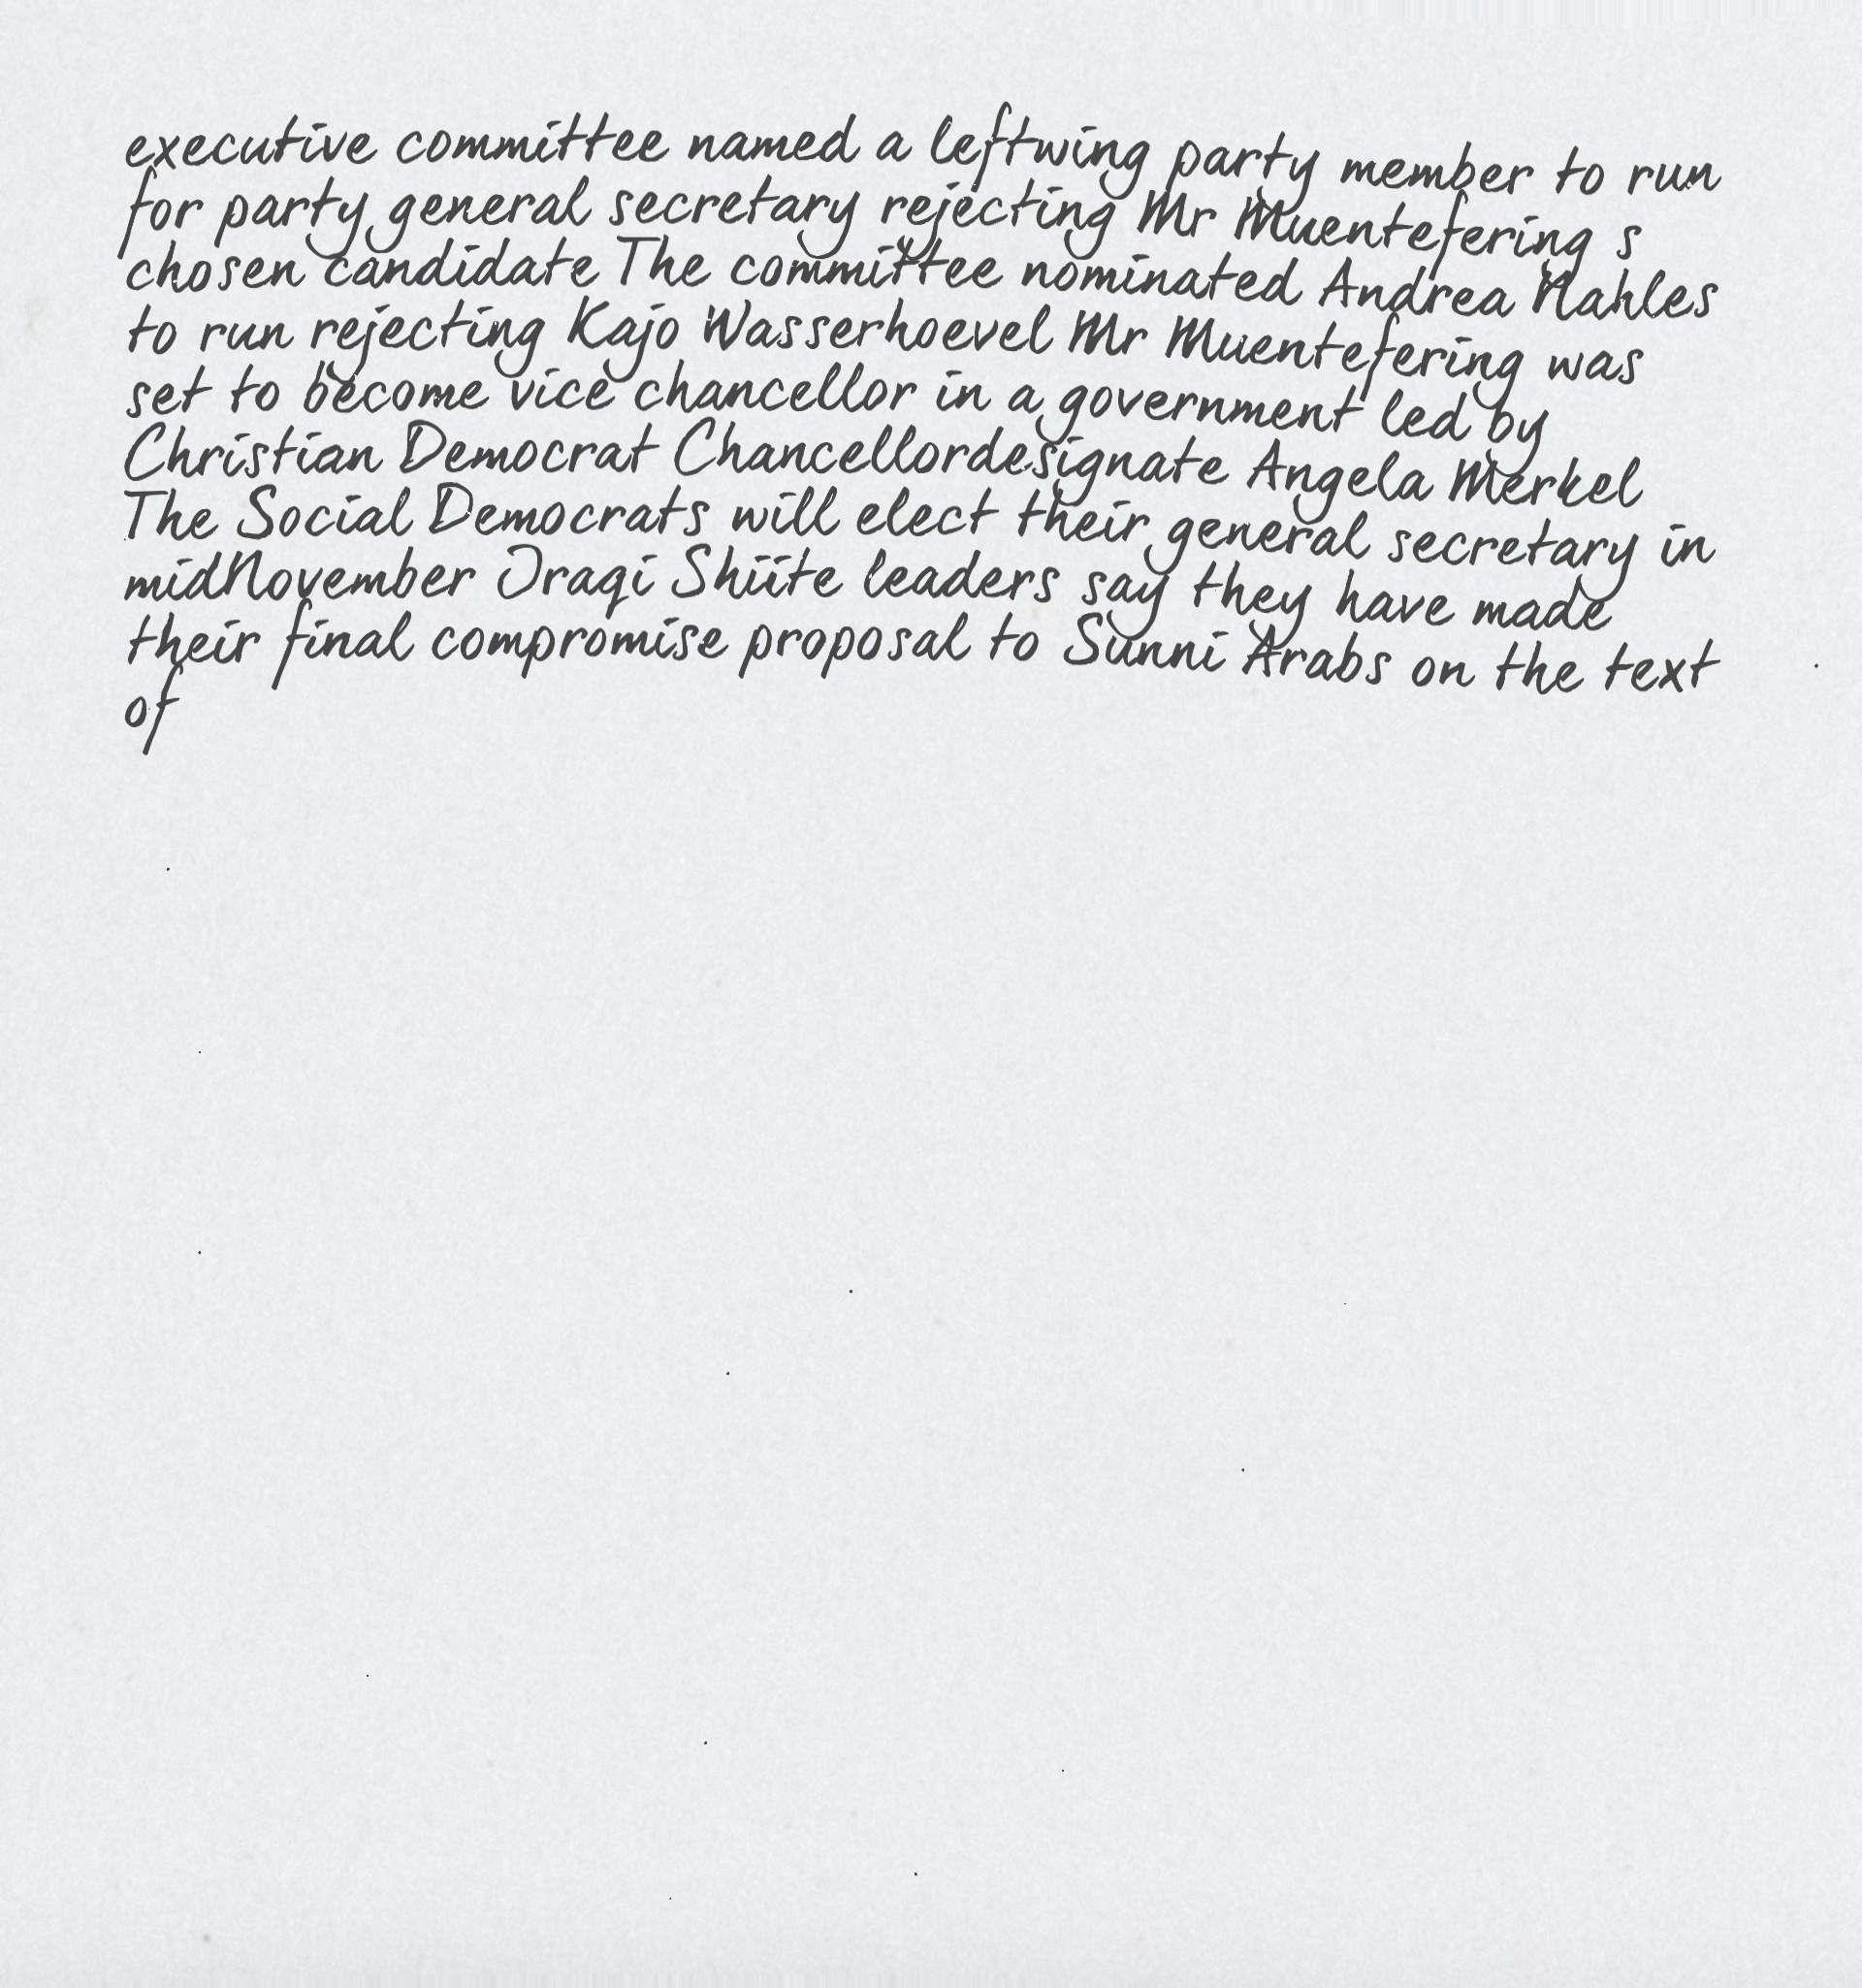 executive committee named a leftwing party member to run
for party general secretary rejecting Mr Muentefering s
chosen candidate The committee nominated Andrea Nahles
to run rejecting Kajo Wasserhoevel Mr Muentefering was
set to become vice chancellor in a government led by
Christian Democrat Chancellordesignate Angela Merkel
The Social Democrats will elect their general secretary in
midNovember Iraqi Shiite leaders say they have made
their final compromise proposal to Sunni Arabs on the text
of